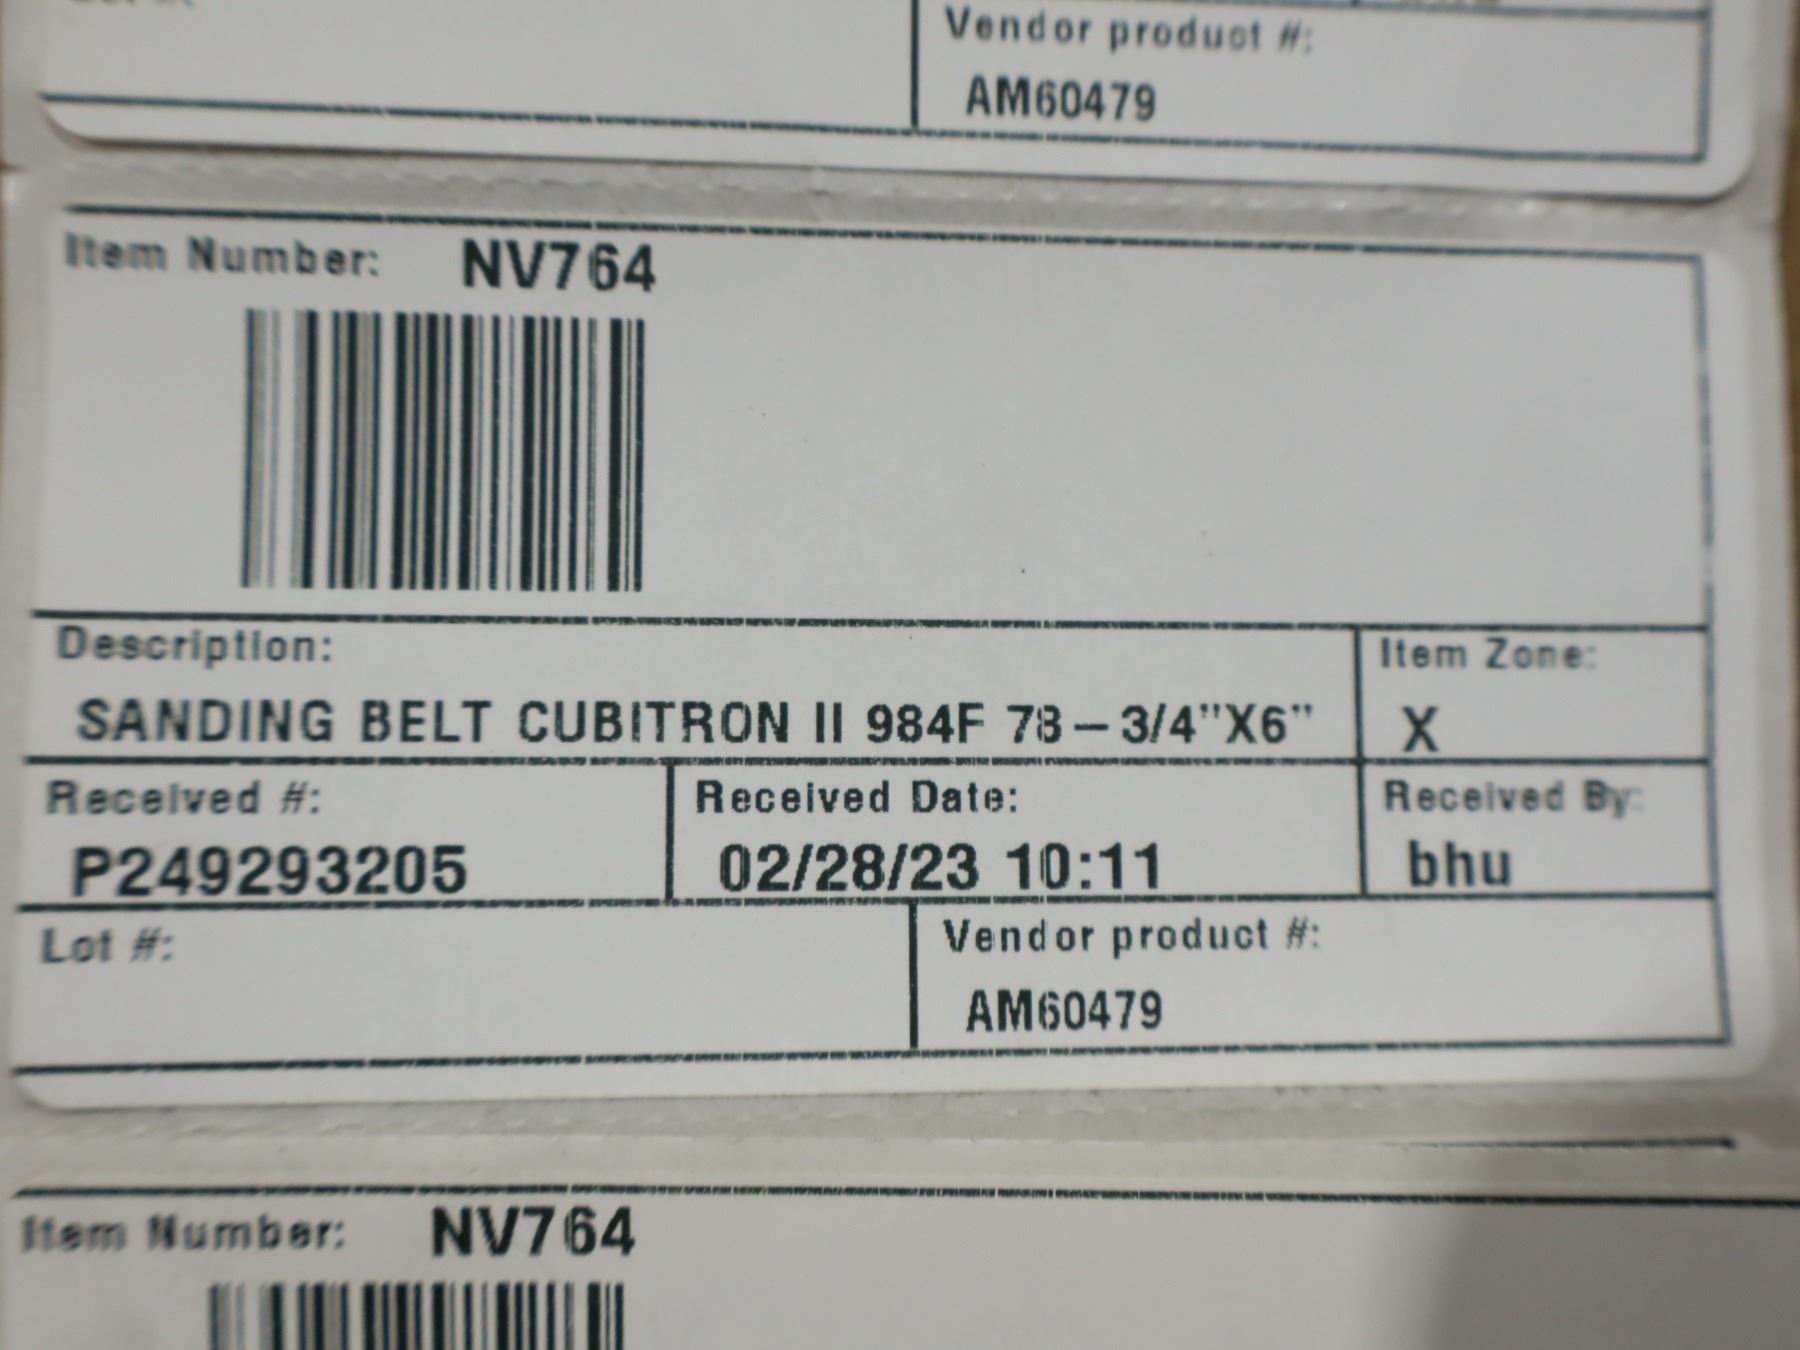 Vendor product #:
AM60479
Item Number: NV764
Description: Item Zone:
SANDING BELT CUBITRON II 984F 78-3/4"X6" X
Received #: Received Date: Received By:
P249293205 02/28/23 10:11 bhu
Lot #: Vendor product #:
AM60479
Item Number: NV764